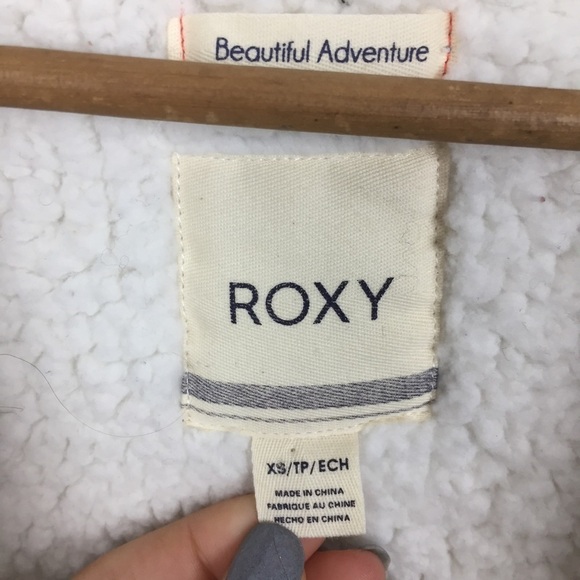 Beautiful Adventure
ROXY
XS/TP/ECH
MADE IN CHINA
FABRIQUE AU CHINE
HECHO EN CHINA